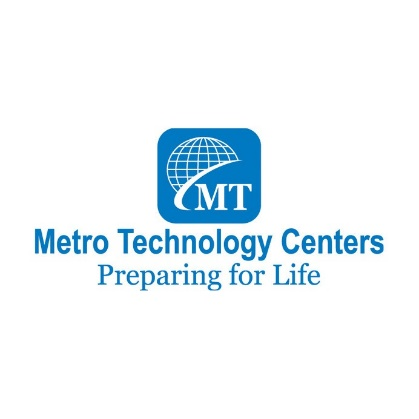 MT
Metro Technology Centers
Preparing for Life